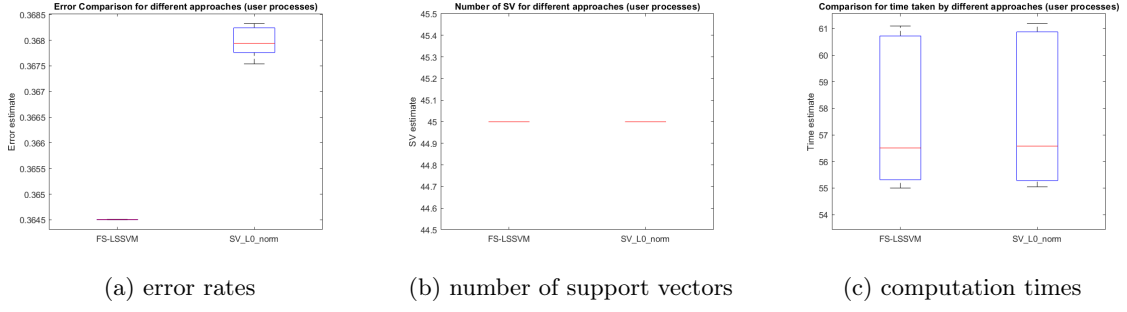 Error Comparison for different approaches (user processes)
Error estimate
0.3685
0.368
0.3675
0.367
0.3665
0.366
0.3655
0.365
0.3645
FS-LSSVM
SV_L0_norm
(a) error rates
Number of SV for different approaches (user processes)
SV estimate
45.5
45.4
45.3
45.2
45.1
45
44.9
44.8
44.7
44.6
44.5
FS-LSSVM
SV_L0_norm
(b) number of support vectors
Comparison for time taken by different approaches (user processes)
Time estimate
61
60
59
58
57
56
55
54
FS-LSSVM
SV_L0_norm
(c) computation times